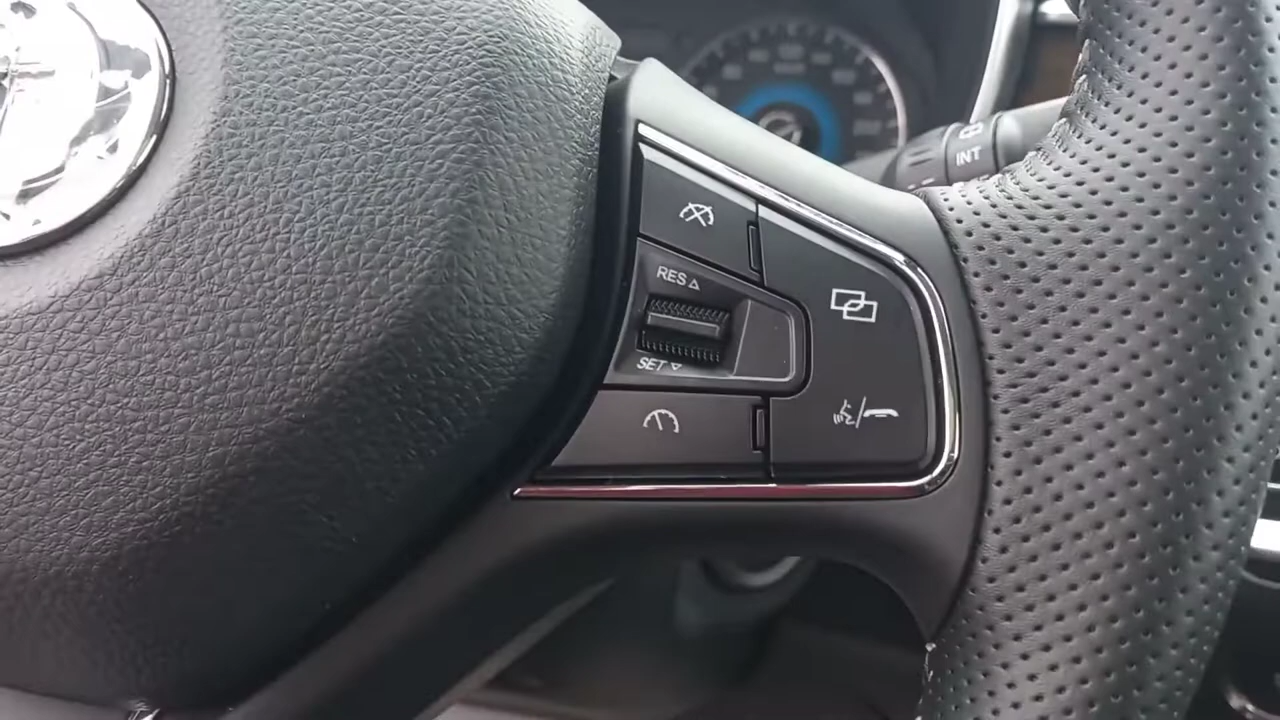 INT
RES △
SET ▽